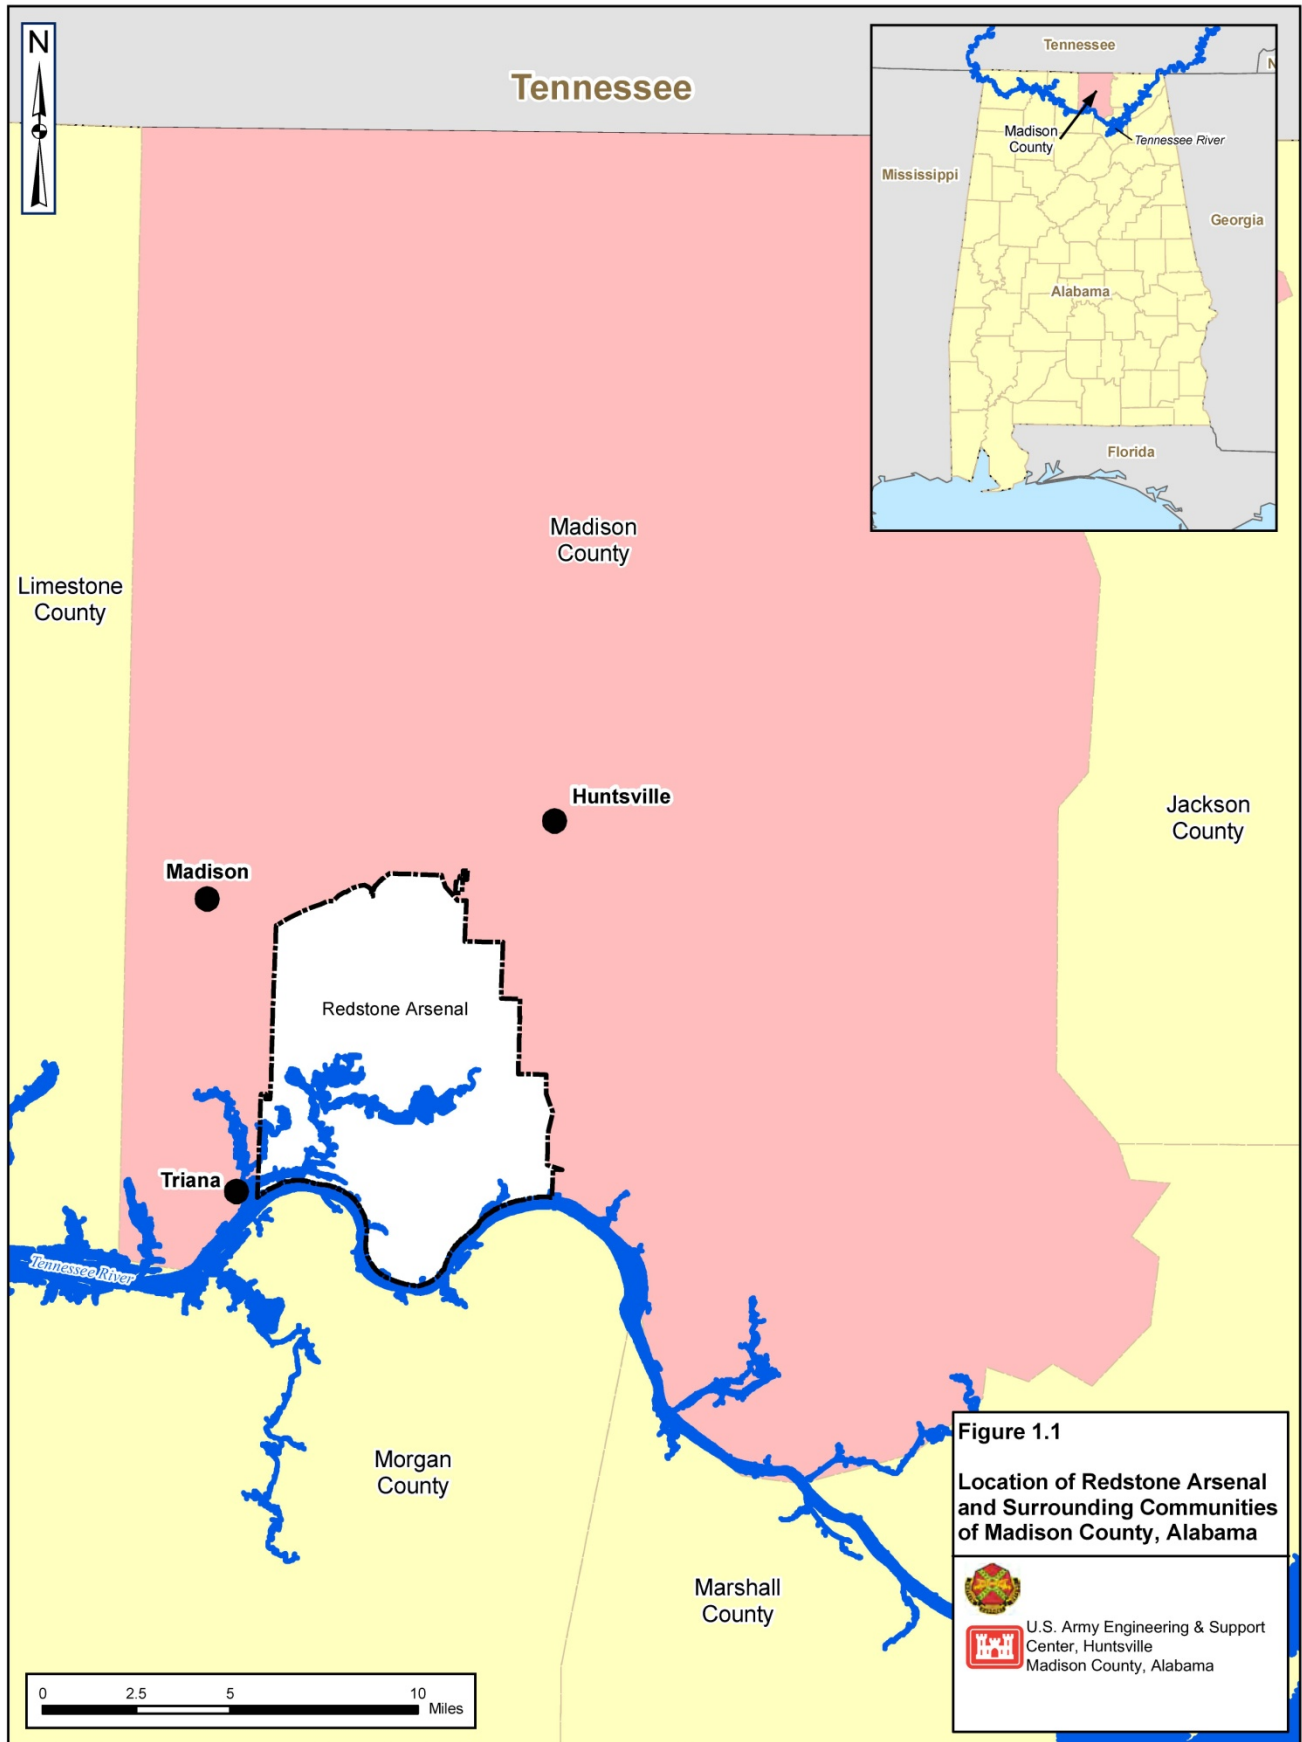 N
Tennessee
Tennessee
N
Madison
County
Tennessee River
Mississippi
Georgia
Alabama
Florida
Madison
County
Limestone
County
Huntsville
Jackson
County
Madison
Redstone Arsenal
Triana
Tennessee River
Morgan
County
Marshall
County
Figure 1.1
Location of Redstone Arsenal
and Surrounding Communities
of Madison County, Alabama
U.S. Army Engineering & Support
Center, Huntsville
Madison County, Alabama
0 2.5 5 10
Miles